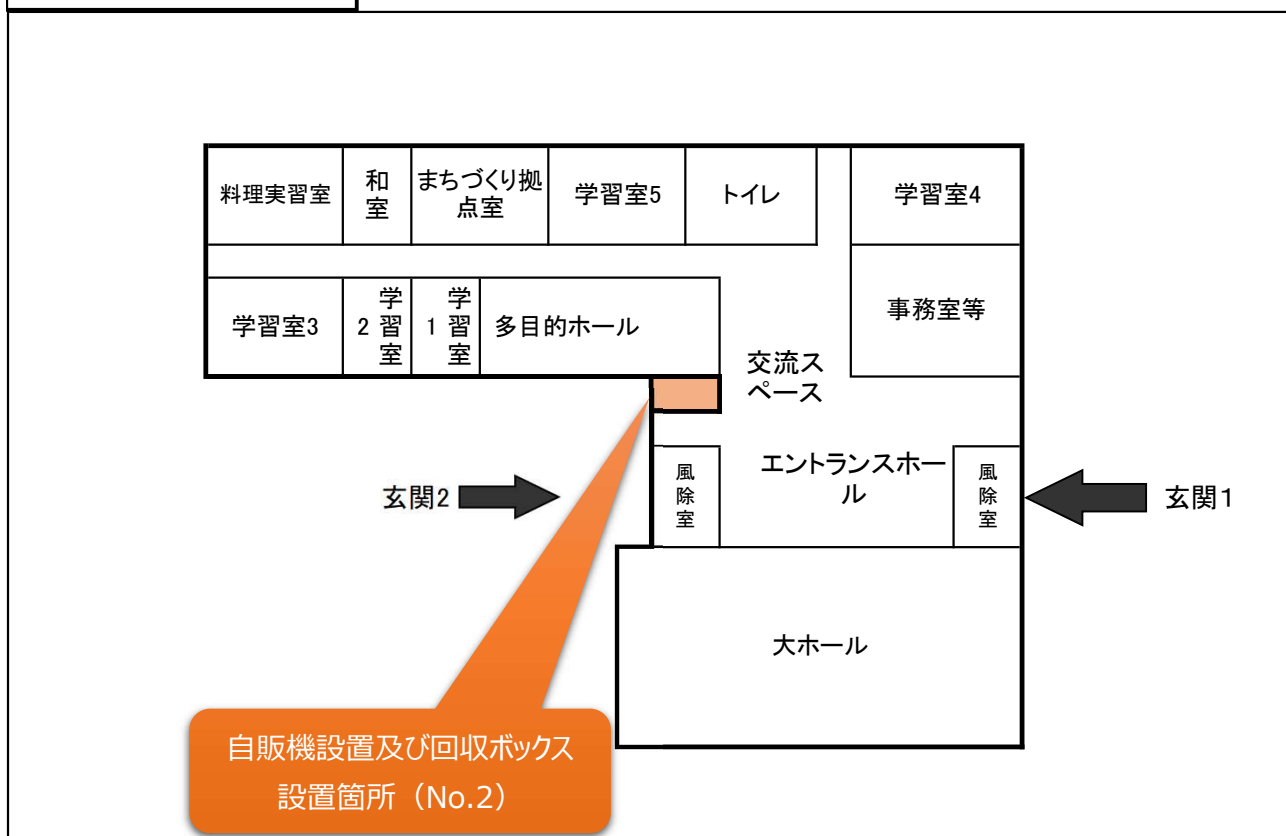 料理実習室
和
室
まちづくり拠
点室
学習室5
トイレ
学習室4
学習室3
学習室2
学習室1
多目的ホール
事務室等
交流ス
ペース
玄関2
風
除
室
エントランスホー
ル
風
除
室
玄関1
大ホール
自販機設置及び回収ボックス
設置箇所（No.2）